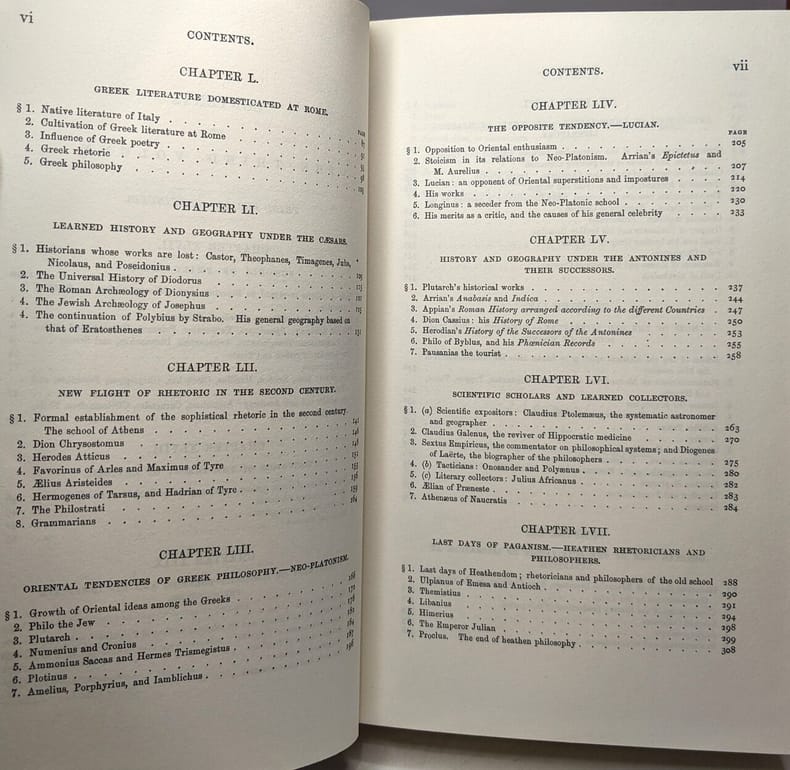 vi
CONTENTS.
CHAPTER L.
GREEK LITERATURE DOMESTICATED AT ROME.
PAGE
§ 1. Native literature of Italy
2. Cultivation of Greek literature at Rome
3. Influence of Greek poetry
4. Greek rhetoric
5. Greek philosophy
CHAPTER LI.
LEARNED HISTORY AND GEOGRAPHY UNDER THE CÆSARS.
§ 1. Historians whose works are lost: Castor, Theophanes, Timagenes, Juba,
Nicolaus, and Poseidonius
2. The Universal History of Diodorus
3. The Roman Archæology of Dionysius
4. The Jewish Archæology of Josephus
4. The continuation of Polybius by Strabo. His general geography based on
that of Eratosthenes
CHAPTER LII.
NEW FLIGHT OF RHETORIC IN THE SECOND CENTURY.
§ 1. Formal establishment of the sophistical rhetoric in the second century.
The school of Athens
2. Dion Chrysostomus
3. Herodes Atticus
4. Favorinus of Arles and Maximus of Tyre
5. Ælius Aristeides
6. Hermogenes of Tarsus, and Hadrian of Tyre
7. The Philostrati
8. Grammarians
CHAPTER LIII.
ORIENTAL TENDENCIES OF GREEK PHILOSOPHY.—NEO-PLATONISM.
§ 1. Growth of Oriental ideas among the Greeks
2. Philo the Jew
3. Plutarch
4. Numenius and Cronius
5. Ammonius Saccas and Hermes Trismegistus
6. Plotinus
7. Amelius, Porphyrius, and Iamblichus
CONTENTS. vii
CHAPTER LIV.
THE OPPOSITE TENDENCY.—LUCIAN.
PAGE
§ 1. Opposition to Oriental enthusiasm 205
2. Stoicism in its relations to Neo-Platonism. Arrian's Epictetus and
M. Aurelius 207
3. Lucian: an opponent of Oriental superstitions and impostures 214
4. His works 220
5. Longinus: a seceder from the Neo-Platonic school 230
6. His merits as a critic, and the causes of his general celebrity 233
CHAPTER LV.
HISTORY AND GEOGRAPHY UNDER THE ANTONINES AND
THEIR SUCCESSORS.
§ 1. Plutarch's historical works 237
2. Arrian's Anabasis and Indica 244
3. Appian's Roman History arranged according to the different Countries 247
4. Dion Cassius: his History of Rome 250
5. Herodian's History of the Successors of the Antonines 253
6. Philo of Byblus, and his Phœnician Records 255
7. Pausanias the tourist 258
CHAPTER LVI.
SCIENTIFIC SCHOLARS AND LEARNED COLLECTORS.
§ 1. (a) Scientific expositors: Claudius Ptolemæus, the systematic astronomer
and geographer 263
2. Claudius Galenus, the reviver of Hippocratic medicine 270
3. Sextus Empiricus, the commentator on philosophical systems; and Diogenes
of Laërte, the biographer of the philosophers 275
4. (b) Tacticians: Onosander and Polyænus 280
5. (c) Literary collectors: Julius Africanus 282
6. Ælian of Præneste 283
7. Athenæus of Naucratis 284
CHAPTER LVII.
LAST DAYS OF PAGANISM.—HEATHEN RHETORICIANS AND
PHILOSOPHERS.
§ 1. Last days of Heathendom; rhetoricians and philosophers of the old school 288
2. Ulpianus of Emesa and Antioch 290
3. Themistius 291
4. Libanius 294
5. Himerius 298
6. The Emperor Julian 299
7. Proclus. The end of heathen philosophy 308